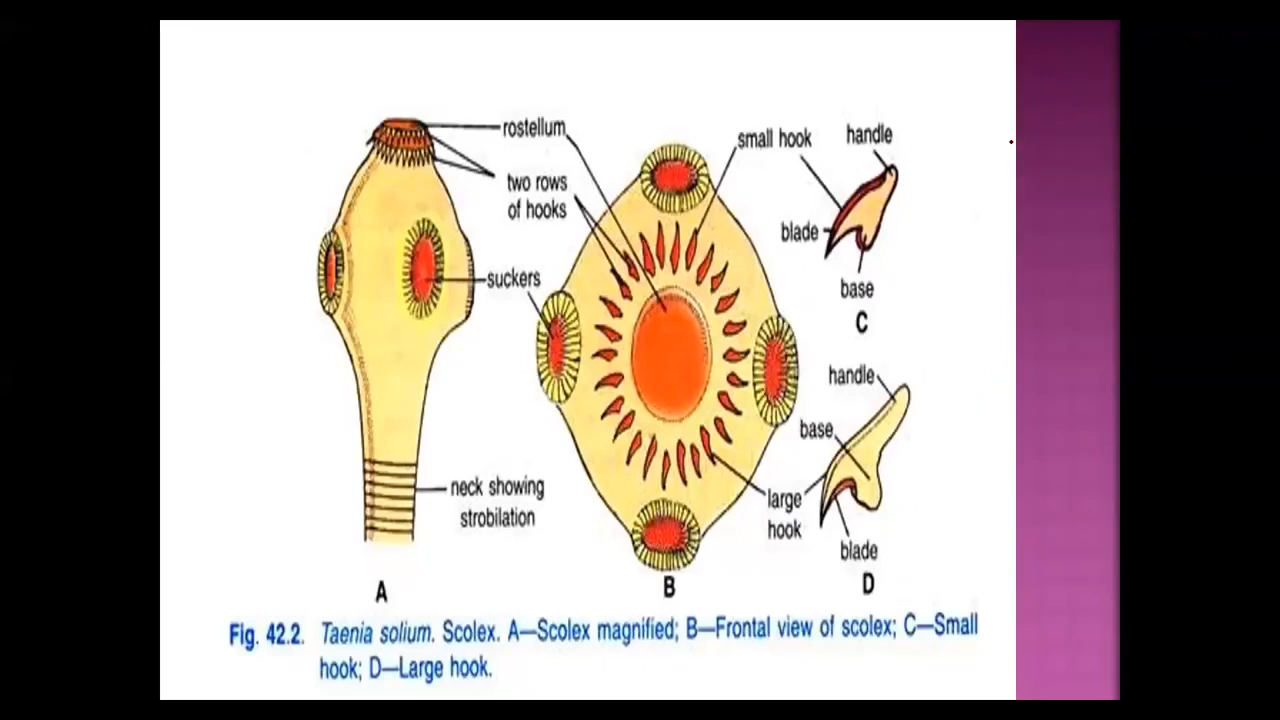 rostellum
two rows
of hooks
suckers
neck showing
strobilation
A
small hook
large
hook
B
handle
blade
base
C
handle
base
blade
D
Fig. 42.2. Taenia solium. Scolex. A—Scolex magnified; B—Frontal view of scolex; C—Small
hook; D—Large hook.